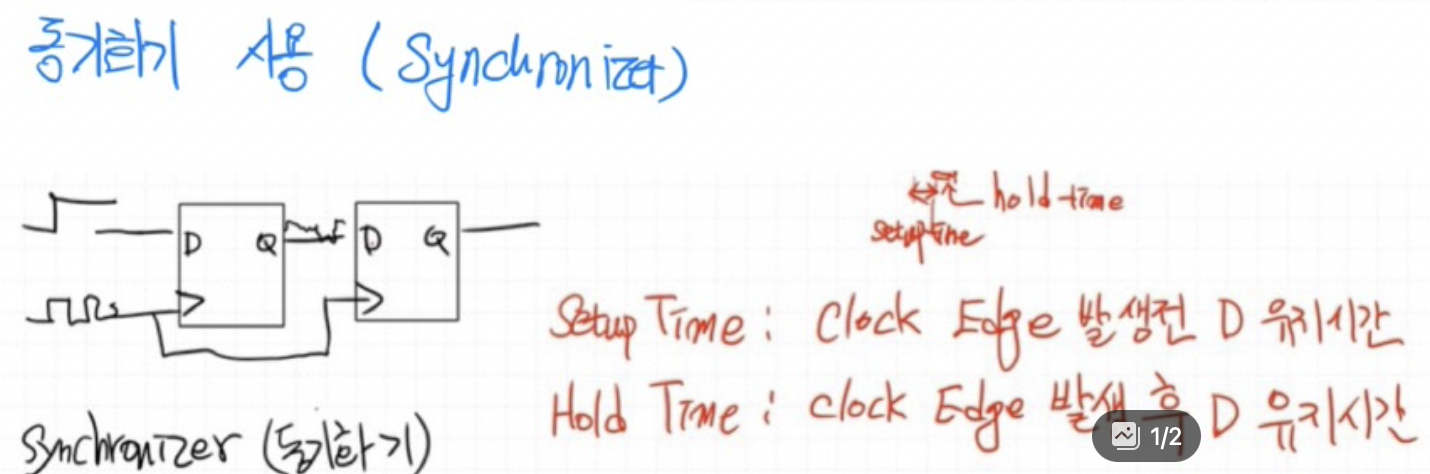 동기화기 사용 (Synchronizer)
hold time
setup time
D Q D Q
Setup Time : Clock Edge 발생전 D 유지시간
Hold Time : clock Edge 발생 후 D 유지시간
1/2
Synchronizer (동기화기)